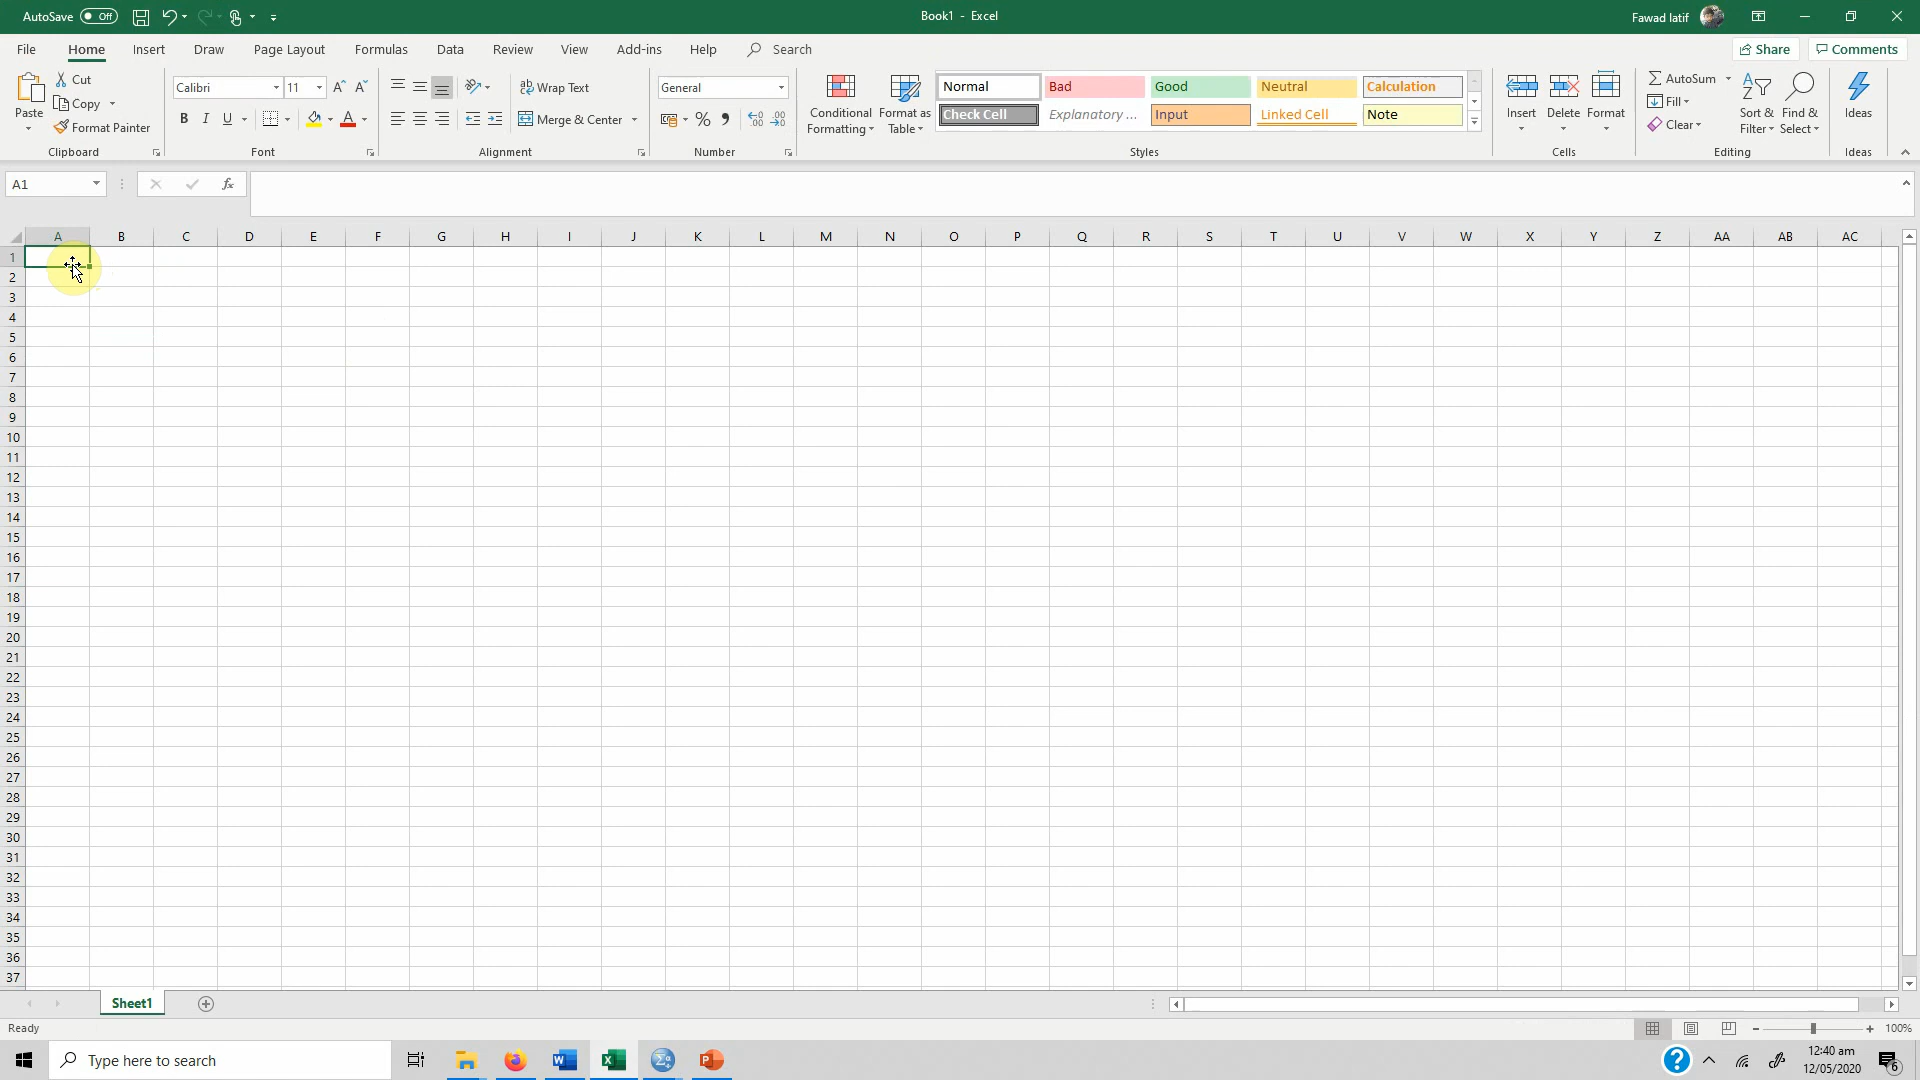 AutoSave Off
Book1 - Excel
Fawad latif
File Home Insert Draw Page Layout Formulas Data Review View Add-ins Help Search
Share Comments
Paste
Cut
Copy
Format Painter
Clipboard
Calibri 11
B I U
Font
Wrap Text
Merge & Center
Alignment
General
%
Number
Conditional Formatting
Format as Table
Normal Bad Good Neutral Calculation
Check Cell Explanatory ... Input Linked Cell Note
Styles
Insert Delete Format
Cells
AutoSum
Fill
Clear
Sort & Filter
Find & Select
Editing
Ideas
Ideas
A1
fx
A B C D E F G H I J K L M N O P Q R S T U V W X Y Z AA AB AC
1
2
3
4
5
6
7
8
9
10
11
12
13
14
15
16
17
18
19
20
21
22
23
24
25
26
27
28
29
30
31
32
33
34
35
36
37
Sheet1
Ready
100%
Type here to search
12:40 am
12/05/2020
6